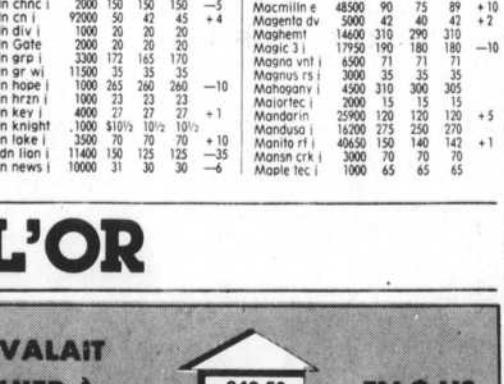 n chnc i 2000 150 150 150 —5
n cn i 92000 50 42 45 +4
n div i 1000 20 20 20
n Gate 2000 20 20 20
n grp i 3300 172 165 170
n gr wi 11500 35 35 35
n hope i 1000 265 260 260 —10
n hrzn i 1000 23 23 23
n key i 4000 27 27 27 +1
n knight 1000 $10½ 10½ 10½
n lake i 3500 70 70 70 +10
dn lion i 11400 150 125 125 —35
n news i 10000 31 30 30 —6
Macmilln e 48500 90 75 89 +10
Magenta dv 5000 42 40 42 +2
Maghemt 14600 310 290 310
Magic 3 i 17950 190 180 180 —10
Magna vnt i 6500 71 71 71
Magnus rs i 3000 35 35 35
Mahogany i 4500 310 300 305
Majortec i 2000 15 15 15
Mandarin 25900 120 120 120 +5
Mandusa i 16200 275 250 270
Manito rf i 40650 150 140 142 +1
Mansn crk i 3000 70 70 70
Maple tec i 1000 65 65 65
L'OR
VALAIT